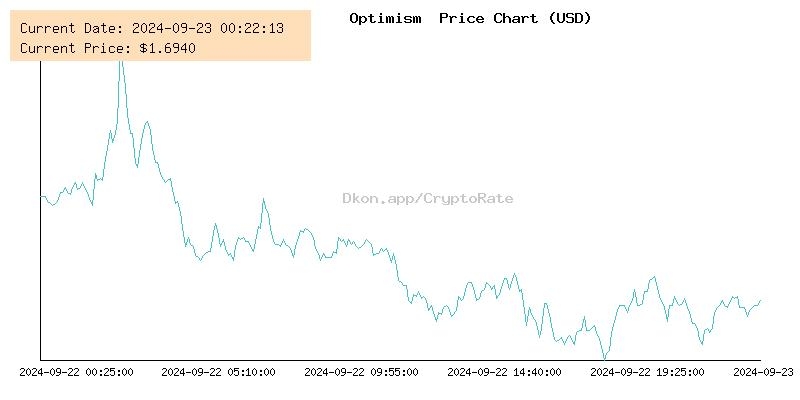 Optimism  Price Chart (USD)
Current Date: 2024-09-23 00:22:13
Current Price: $1.6940
Dkon.app/CryptoRate
2024-09-22 00:25:00 2024-09-22 05:10:00 2024-09-22 09:55:00 2024-09-22 14:40:00 2024-09-22 19:25:00 2024-09-23